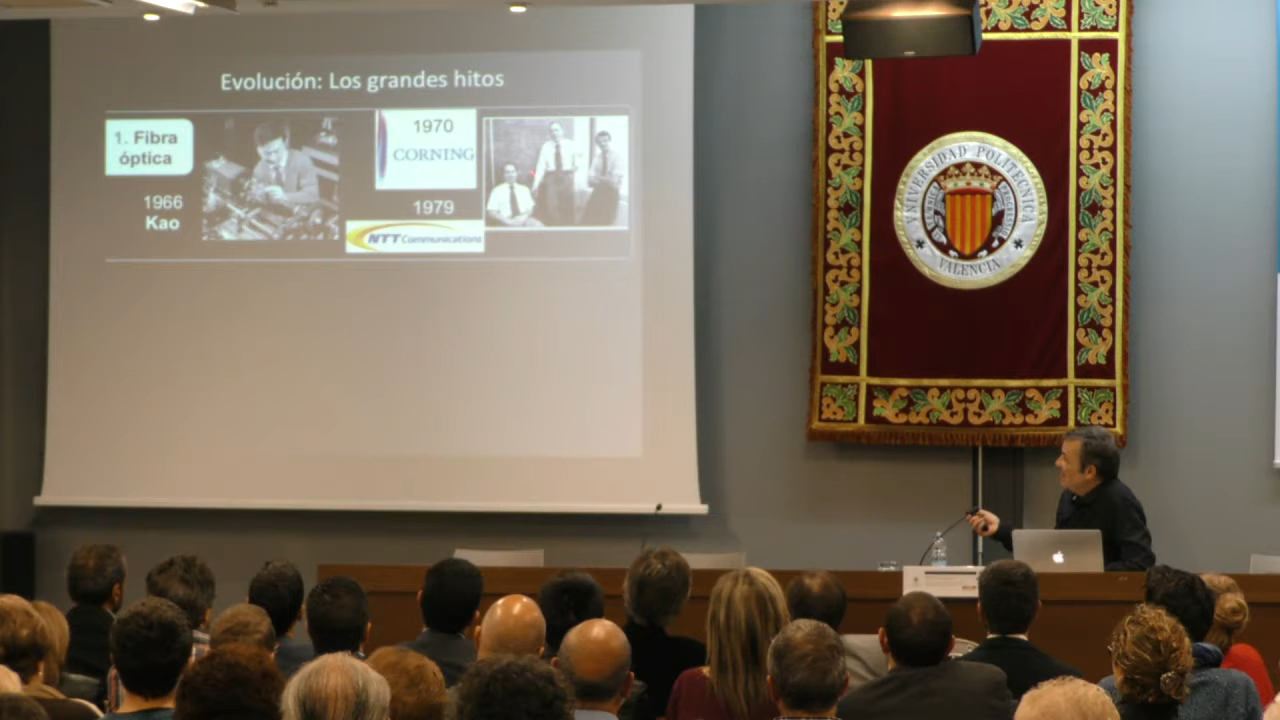 Evolución: Los grandes hitos
1. Fibra
óptica
1966
Kao
1970
CORNING
1979
NTT Communications
UNIVERSIDAD POLITECNICA
VALENCIA